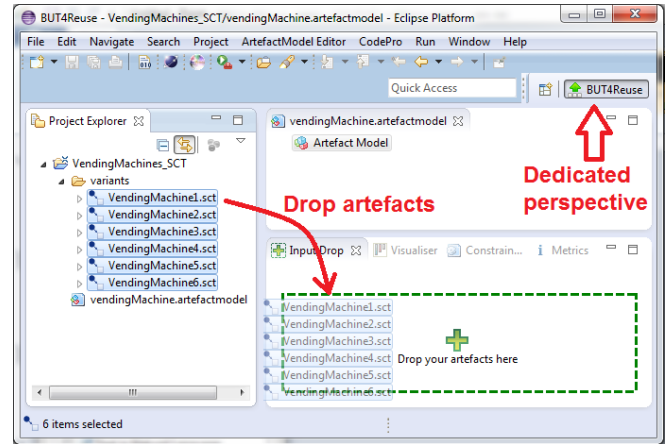 BUT4Reuse - VendingMachines_SCT/vendingMachine.artefactmodel - Eclipse Platform
File Edit Navigate Search Project ArtefactModel Editor CodePro Run Window Help
Quick Access
BUT4Reuse
Project Explorer
VendingMachines_SCT
variants
VendingMachine1.sct
VendingMachine2.sct
VendingMachine3.sct
VendingMachine4.sct
VendingMachine5.sct
VendingMachine6.sct
vendingMachine.artefactmodel
vendingMachine.artefactmodel
Artefact Model
Dedicated
perspective
Drop artefacts
Input Drop Visualiser Constrain... Metrics
VendingMachine1.sct
VendingMachine2.sct
VendingMachine3.sct
VendingMachine4.sct
VendingMachine5.sct
VendingMachine6.sct
Drop your artefacts here
6 items selected